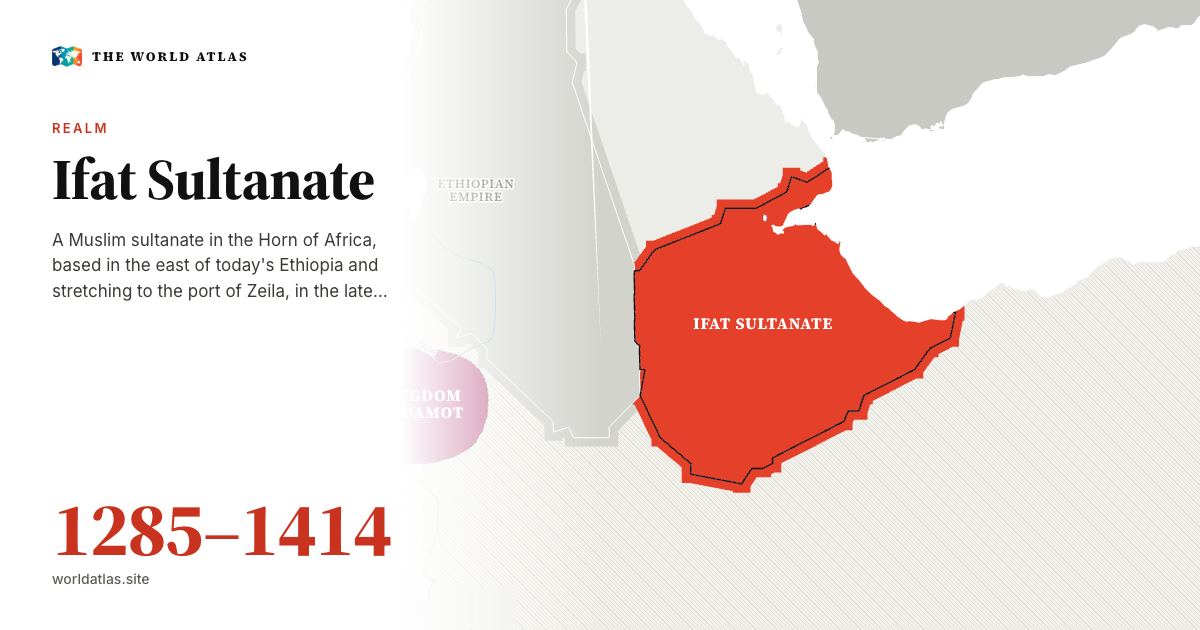 THE WORLD ATLAS
REALM
Ifat Sultanate
A Muslim sultanate in the Horn of Africa,
based in the east of today's Ethiopia and
stretching to the port of Zeila, in the late...
1285–1414
worldatlas.site
ETHIOPIAN
EMPIRE
IFAT SULTANATE